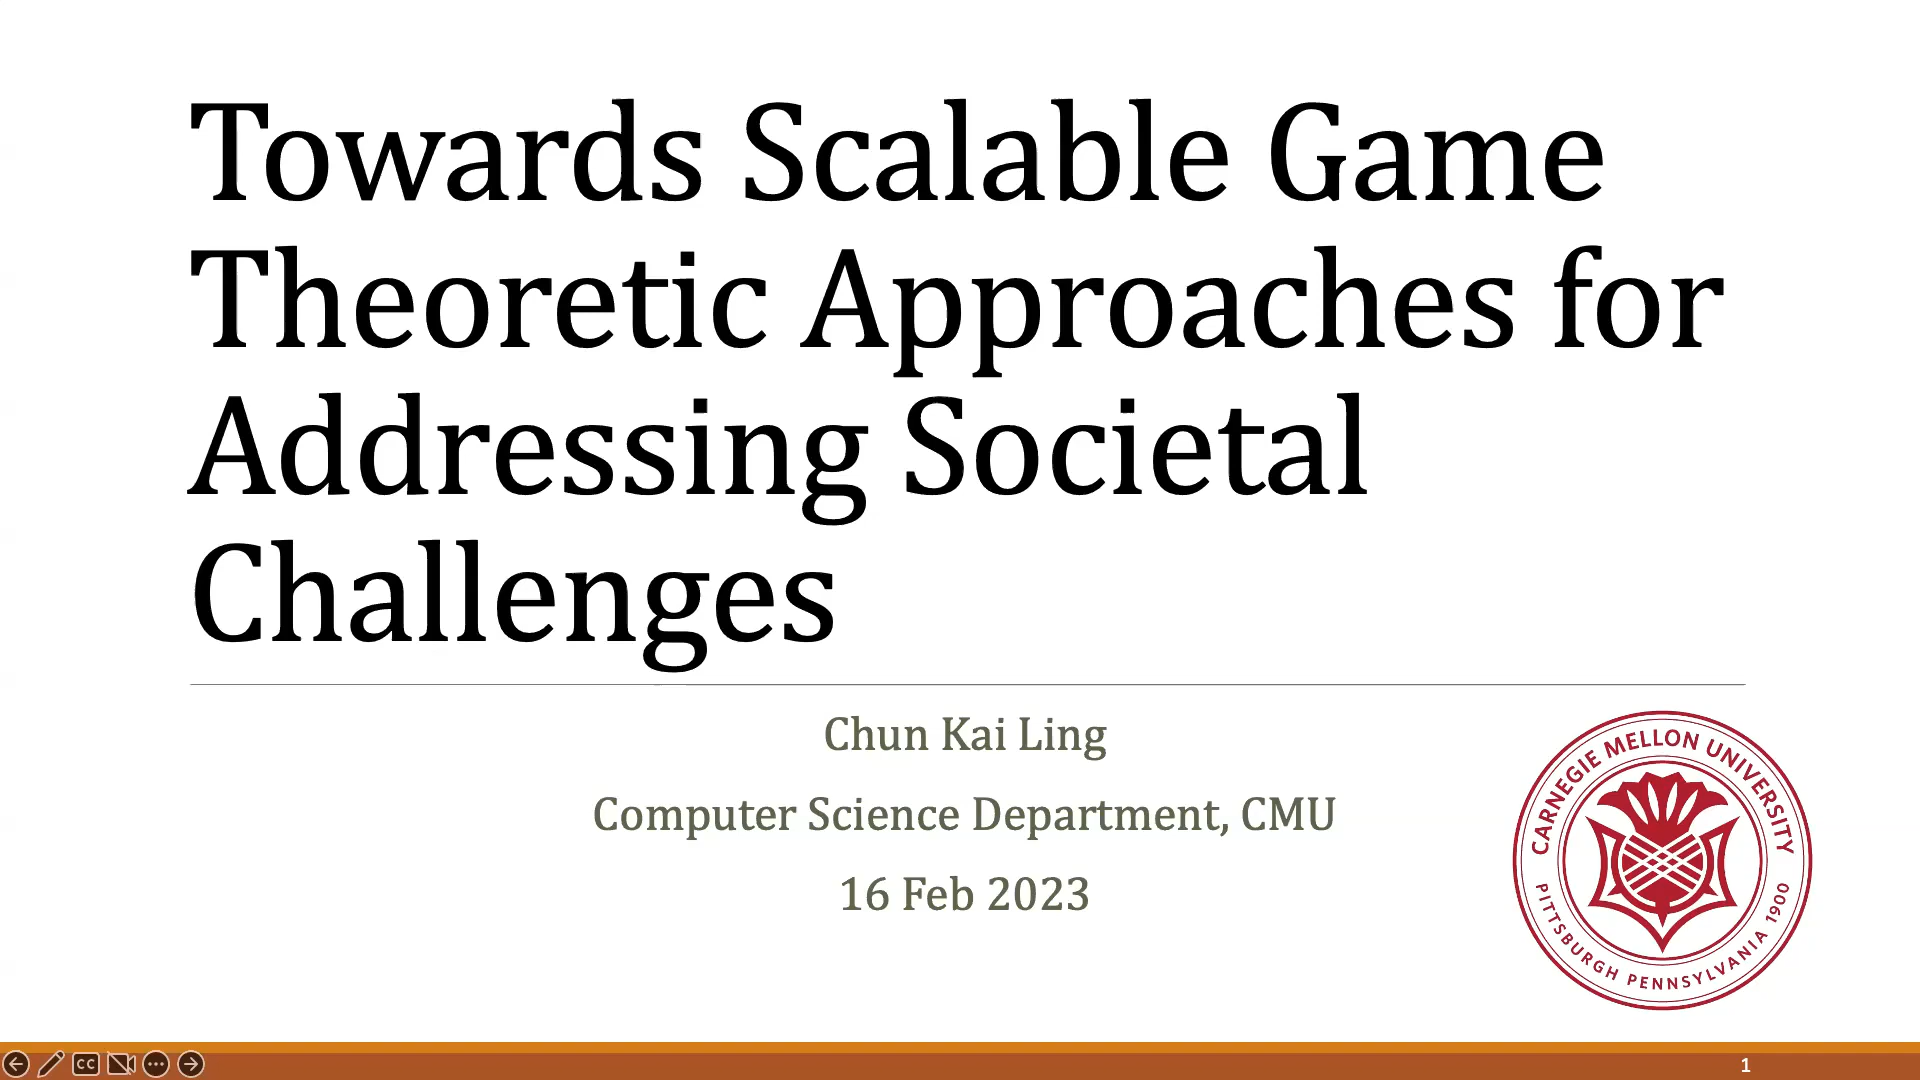 Towards Scalable Game
Theoretic Approaches for
Addressing Societal
Challenges
Chun Kai Ling
Computer Science Department, CMU
16 Feb 2023
CARNEGIE MELLON UNIVERSITY
PITTSBURGH PENNSYLVANIA 1900
CC
1